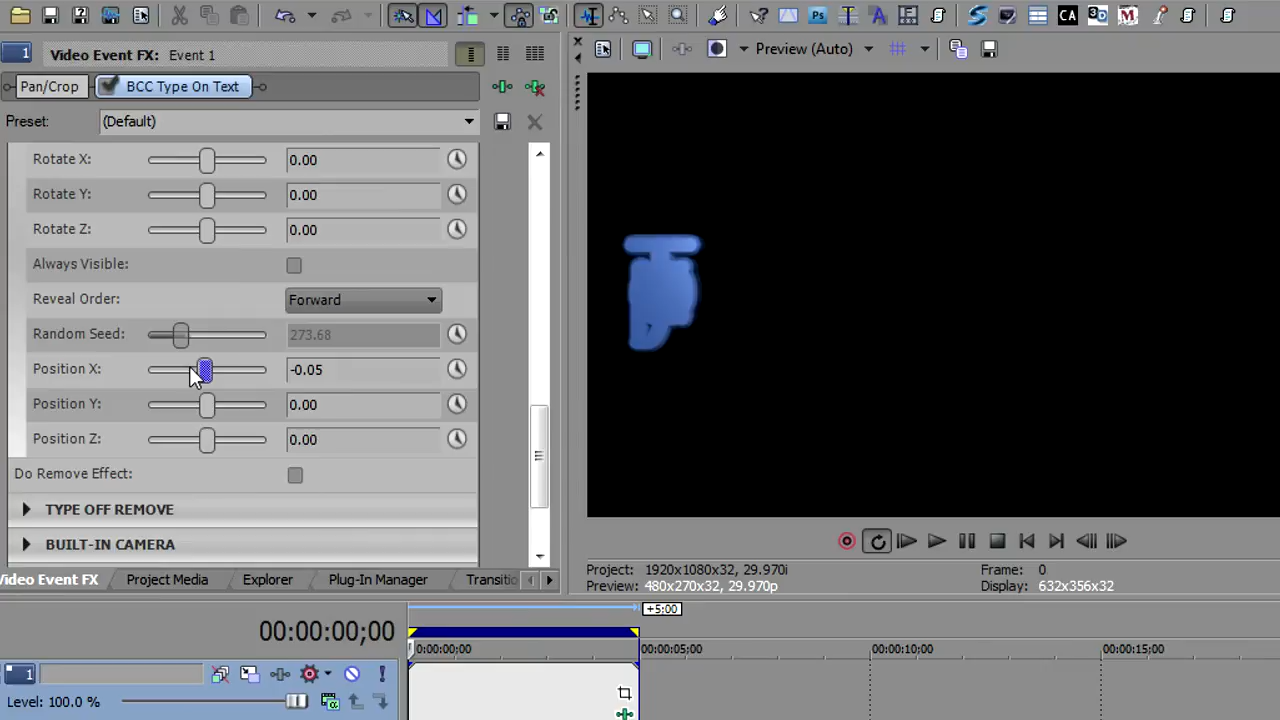 CA
3D
M
1
Video Event FX:
Event 1
Preview (Auto)
Pan/Crop
BCC Type On Text
Preset:
(Default)
Rotate X:
0.00
Rotate Y:
0.00
Rotate Z:
0.00
Always Visible:
Reveal Order:
Forward
Random Seed:
273.68
Position X:
-0.05
Position Y:
0.00
Position Z:
0.00
Do Remove Effect:
TYPE OFF REMOVE
BUILT-IN CAMERA
Video Event FX
Project Media
Explorer
Plug-In Manager
Transitio
Project: 1920x1080x32, 29.970i
Preview: 480x270x32, 29.970p
Frame: 0
Display: 632x356x32
+5:00
00:00:00;00
0:00:00;00
00:00:05;00
00:00:10;00
00:00:15;00
1
Level: 100.0 %